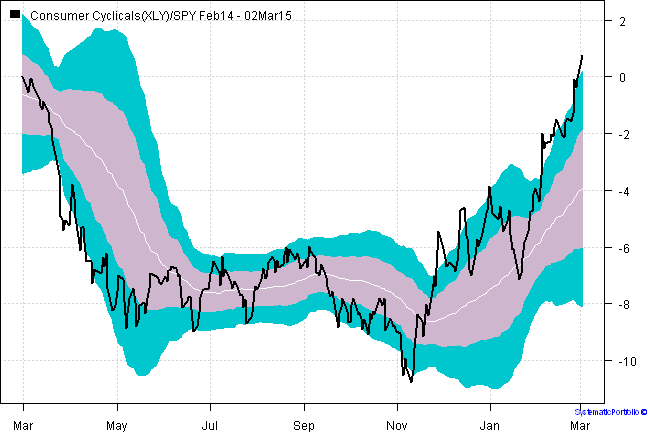 Consumer Cyclicals(XLY)/SPY Feb14 - 02Mar15
2
0
-2
-4
-6
-8
-10
Mar May Jul Sep Nov Jan Mar
SystematicPortfolio ©